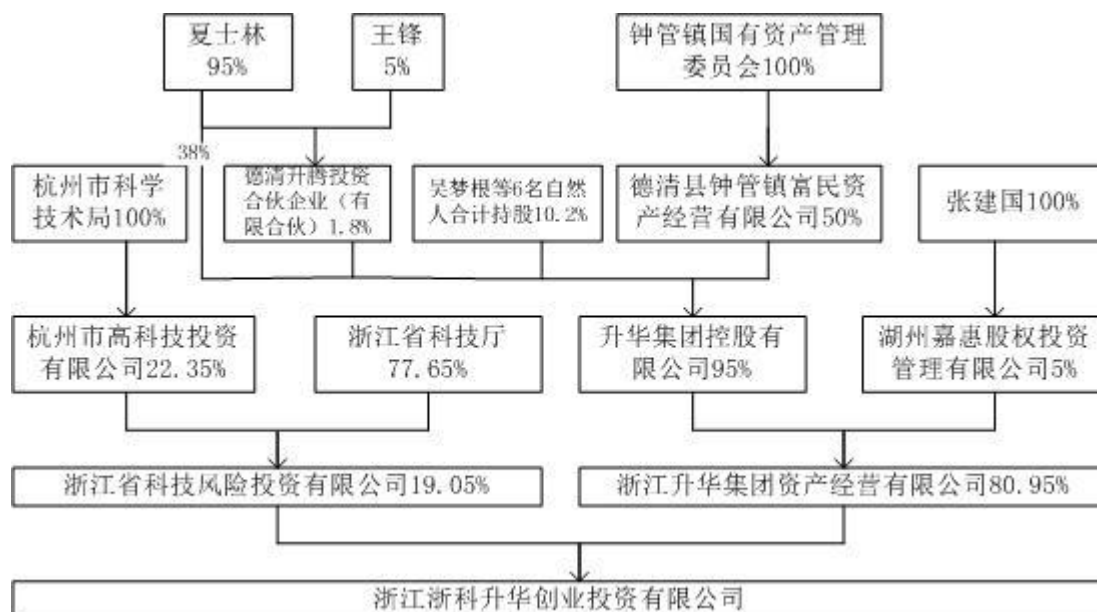 夏士林
95%
王锋
5%
钟管镇国有资产管理
委员会100%
38%
杭州市科学
技术局100%
德清升腾投资
合伙企业（有
限合伙）1.8%
吴梦根等6名自然
人合计持股10.2%
德清县钟管镇富民资
产经营有限公司50%
张建国100%
杭州市高科技投资
有限公司22.35%
浙江省科技厅
77.65%
升华集团控股有
限公司95%
湖州嘉惠股权投资
管理有限公司5%
浙江省科技风险投资有限公司19.05%
浙江升华集团资产经营有限公司80.95%
浙江浙科升华创业投资有限公司